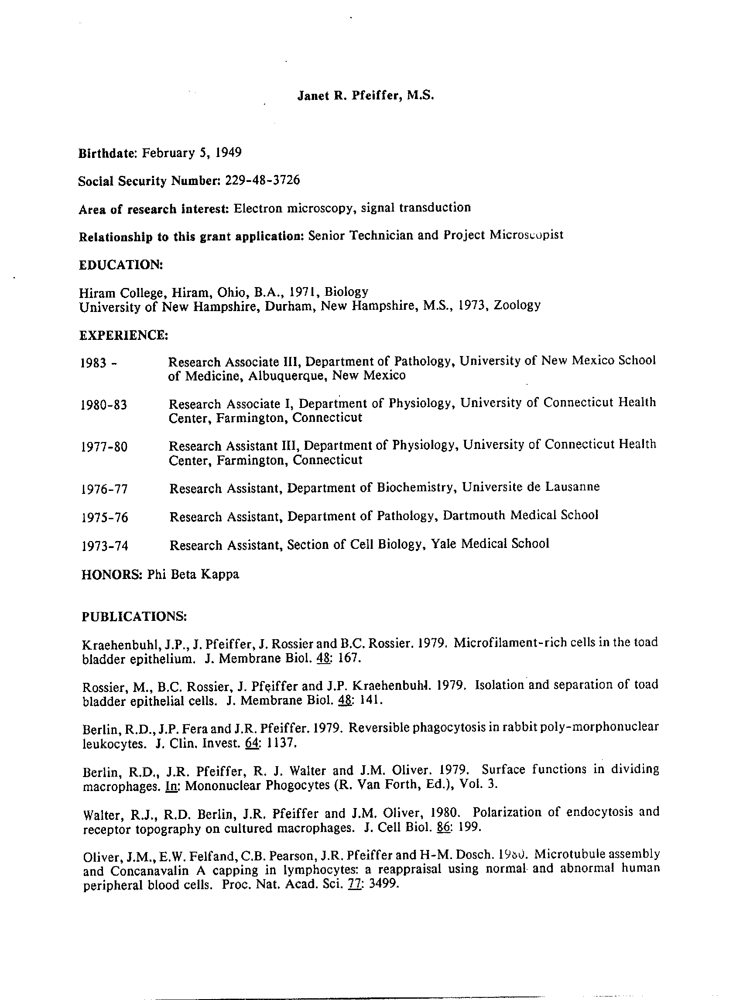 Janet R. Pfeiffer, M.S.
Birthdate: February 5, 1949
Social Security Number: 229-48-3726
Area of research interest: Electron microscopy, signal transduction
Relationship to this grant application: Senior Technician and Project Microscopist
EDUCATION:
Hiram College, Hiram, Ohio, B.A., 1971, Biology
University of New Hampshire, Durham, New Hampshire, M.S., 1973, Zoology
EXPERIENCE:
1983 - Research Associate III, Department of Pathology, University of New Mexico School
of Medicine, Albuquerque, New Mexico
1980-83 Research Associate I, Department of Physiology, University of Connecticut Health
Center, Farmington, Connecticut
1977-80 Research Assistant III, Department of Physiology, University of Connecticut Health
Center, Farmington, Connecticut
1976-77 Research Assistant, Department of Biochemistry, Universite de Lausanne
1975-76 Research Assistant, Department of Pathology, Dartmouth Medical School
1973-74 Research Assistant, Section of Cell Biology, Yale Medical School
HONORS: Phi Beta Kappa
PUBLICATIONS:
Kraehenbuhl, J.P., J. Pfeiffer, J. Rossier and B.C. Rossier. 1979. Microfilament-rich cells in the toad
bladder epithelium. J. Membrane Biol. 48: 167.
Rossier, M., B.C. Rossier, J. Pfeiffer and J.P. Kraehenbuhl. 1979. Isolation and separation of toad
bladder epithelial cells. J. Membrane Biol. 48: 141.
Berlin, R.D., J.P. Fera and J.R. Pfeiffer. 1979. Reversible phagocytosis in rabbit poly-morphonuclear
leukocytes. J. Clin. Invest. 64: 1137.
Berlin, R.D., J.R. Pfeiffer, R. J. Walter and J.M. Oliver. 1979. Surface functions in dividing
macrophages. In: Mononuclear Phogocytes (R. Van Forth, Ed.), Vol. 3.
Walter, R.J., R.D. Berlin, J.R. Pfeiffer and J.M. Oliver, 1980. Polarization of endocytosis and
receptor topography on cultured macrophages. J. Cell Biol. 86: 199.
Oliver, J.M., E.W. Felfand, C.B. Pearson, J.R. Pfeiffer and H-M. Dosch. 1980. Microtubule assembly
and Concanavalin A capping in lymphocytes: a reappraisal using normal and abnormal human
peripheral blood cells. Proc. Nat. Acad. Sci. 77: 3499.